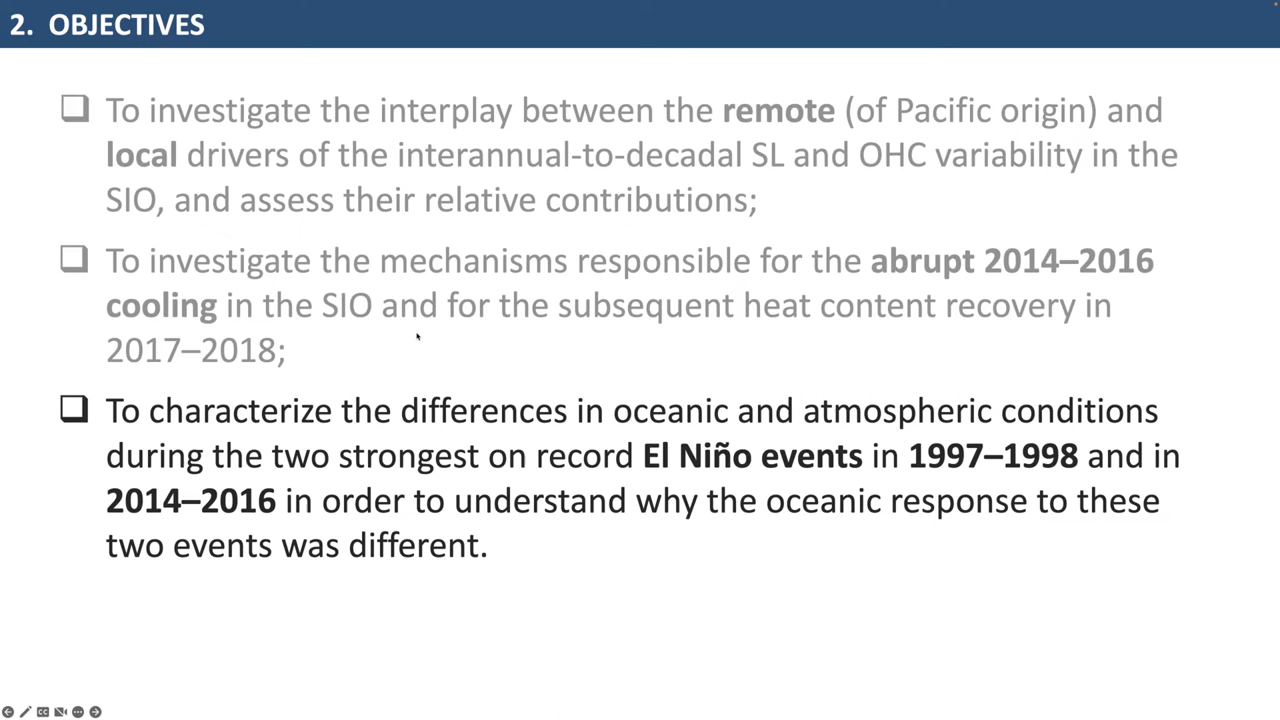 2. OBJECTIVES
To investigate the interplay between the remote (of Pacific origin) and
local drivers of the interannual-to-decadal SL and OHC variability in the
SIO, and assess their relative contributions;
To investigate the mechanisms responsible for the abrupt 2014–2016
cooling in the SIO and for the subsequent heat content recovery in
2017–2018;
To characterize the differences in oceanic and atmospheric conditions
during the two strongest on record El Niño events in 1997–1998 and in
2014–2016 in order to understand why the oceanic response to these
two events was different.